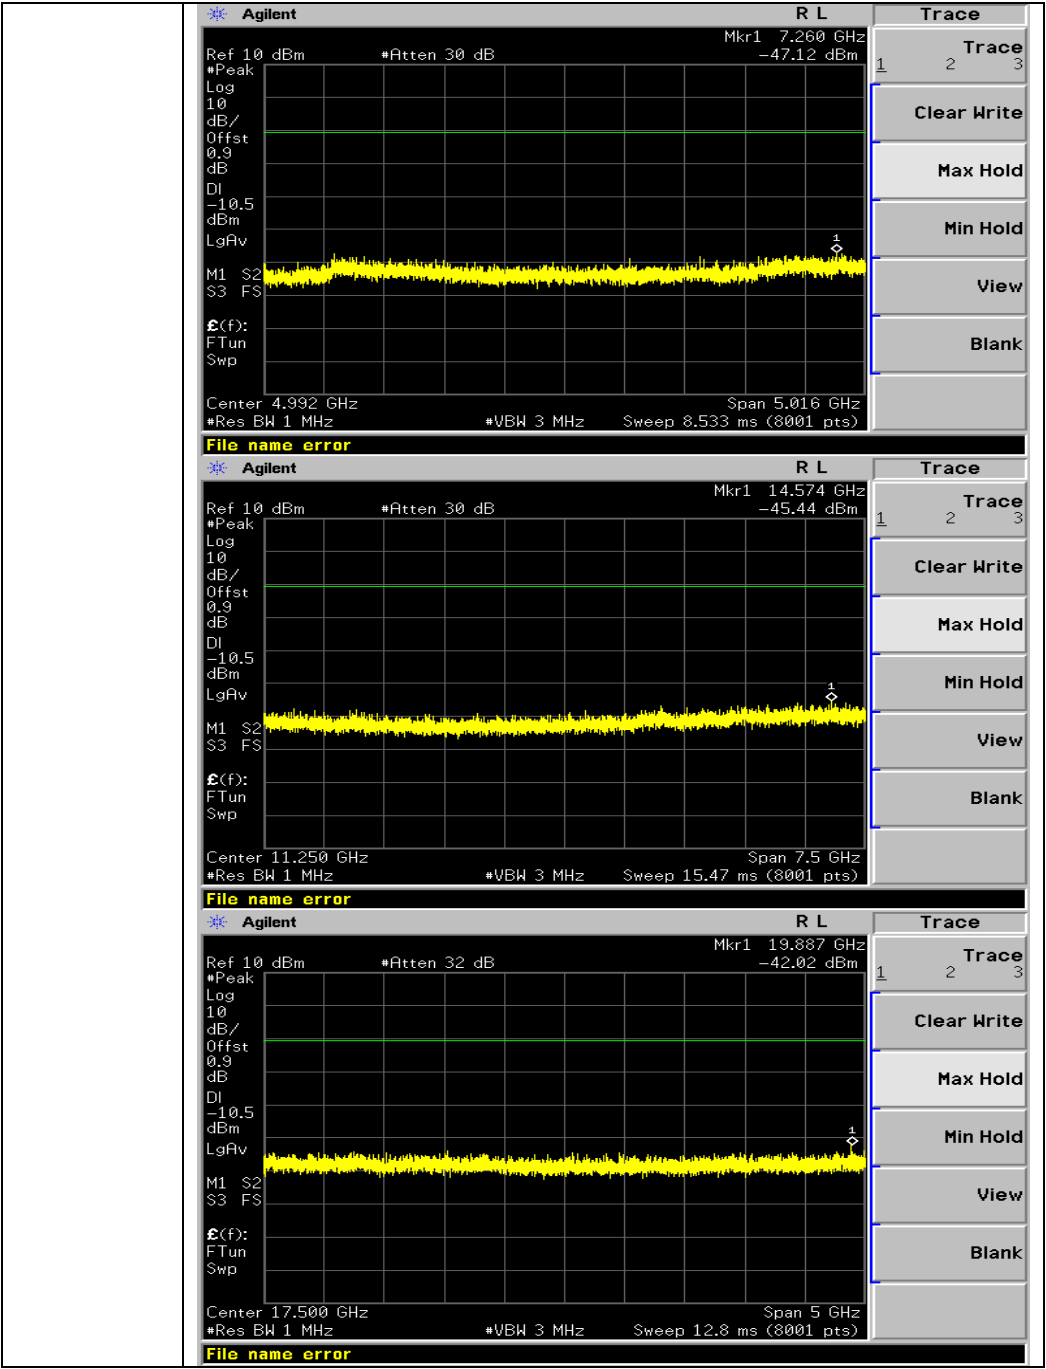 Agilent R L Trace
Mkr1 7.260 GHz
Ref 10 dBm #Atten 30 dB -47.12 dBm
#Peak
Log
10
dB/
Offst
0.9
dB
DI
-10.5
dBm
LgAv
M1 S2
S3 FS
£(f):
FTun
Swp
1
Center 4.992 GHz Span 5.016 GHz
#Res BW 1 MHz #VBW 3 MHz Sweep 8.533 ms (8001 pts)
File name error
Trace
1 2 3
Clear Write
Max Hold
Min Hold
View
Blank
Agilent R L Trace
Mkr1 14.574 GHz
Ref 10 dBm #Atten 30 dB -45.44 dBm
#Peak
Log
10
dB/
Offst
0.9
dB
DI
-10.5
dBm
LgAv
M1 S2
S3 FS
£(f):
FTun
Swp
1
Center 11.250 GHz Span 7.5 GHz
#Res BW 1 MHz #VBW 3 MHz Sweep 15.47 ms (8001 pts)
File name error
Trace
1 2 3
Clear Write
Max Hold
Min Hold
View
Blank
Agilent R L Trace
Mkr1 19.887 GHz
Ref 10 dBm #Atten 32 dB -42.02 dBm
#Peak
Log
10
dB/
Offst
0.9
dB
DI
-10.5
dBm
LgAv
M1 S2
S3 FS
£(f):
FTun
Swp
1
Center 17.500 GHz Span 5 GHz
#Res BW 1 MHz #VBW 3 MHz Sweep 12.8 ms (8001 pts)
File name error
Trace
1 2 3
Clear Write
Max Hold
Min Hold
View
Blank